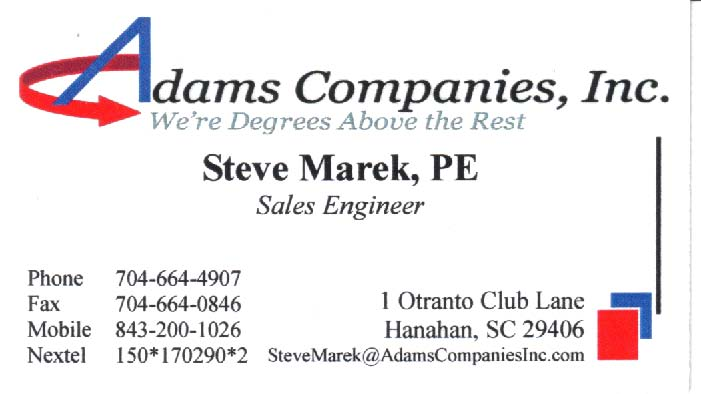 Adams Companies, Inc.
We're Degrees Above the Rest
Steve Marek, PE
Sales Engineer
Phone 704-664-4907
Fax 704-664-0846
Mobile 843-200-1026
Nextel 150*170290*2
1 Otranto Club Lane
Hanahan, SC 29406
SteveMarek@AdamsCompaniesInc.com